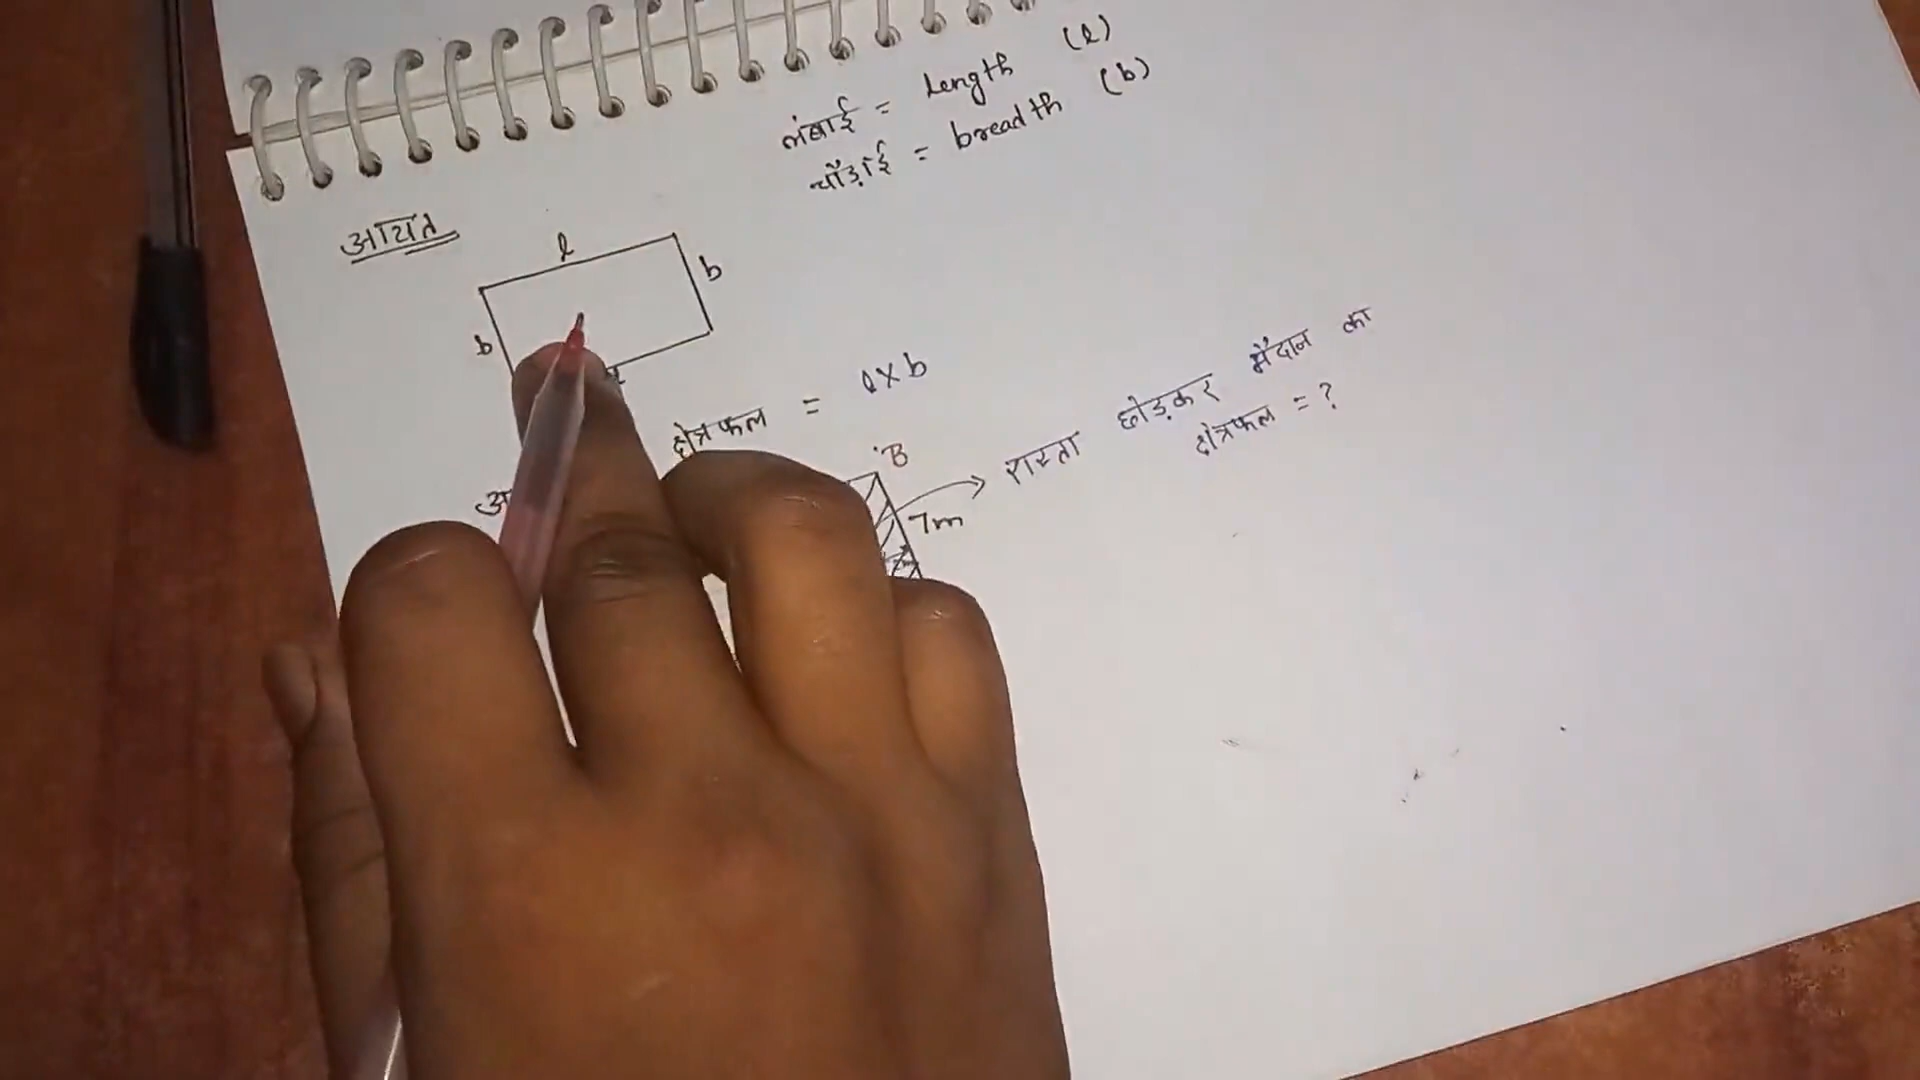 लंबाई = length (l)
चौड़ाई = breadth (b)
आयत
l
b
b
क्षेत्रफल = l×b
B
7m
रास्ता छोड़कर मैदान का
क्षेत्रफल = ?